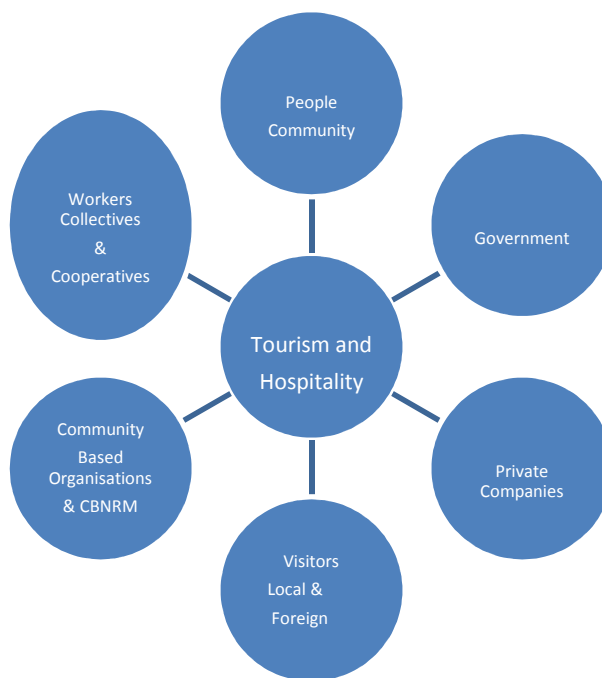 People
Community
Workers
Collectives
&
Cooperatives
Government
Tourism and
Hospitality
Community
Based
Organisations
& CBNRM
Private
Companies
Visitors
Local &
Foreign